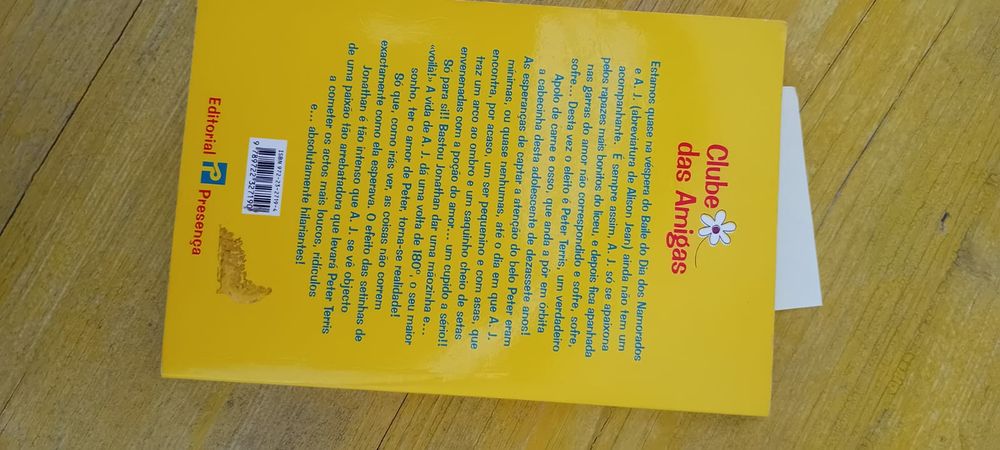 Clube
das Amigas
Estamos quase na véspera do Baile do Dia dos Namorados
e A. J. (abreviatura de Alison Jean) ainda não tem um
acompanhante. É sempre assim, A. J. só se apaixona
pelos rapazes mais bonitos do liceu, e depois fica apanhada
nas garras do amor não correspondido e sofre, sofre,
sofre... Desta vez o eleito é Peter Terris, um verdadeiro
Apolo de carne e osso, que anda a pôr em órbita
a cabecinha desta adolescente de dezassete anos!
As esperanças de captar a atenção do belo Peter eram
mínimas, ou quase nenhumas, até o dia em que A. J.
encontra, por acaso, um ser pequenino e com asas, que
traz um arco ao ombro e um saquinho cheio de setas
envenenadas com a poção do amor... um cupido a sério!!
Só para si!! Bastou Jonathan dar uma mãozinha e...
«voilà!» A vida de A. J. dá uma volta de 180º, o seu maior
sonho, ter o amor de Peter, torna-se realidade!
Só que, como irás ver, as coisas não correm
exactamente como ela esperava. O efeito das setinhas de
Jonathan é tão intenso que A. J. se vê objecto
de uma paixão tão arrebatadora que levará Peter Terris
a cometer os actos mais loucos, ridículos
e... absolutamente hilariantes!
ISBN 972-23-2719-4
9 789722 327190
Editorial Presença